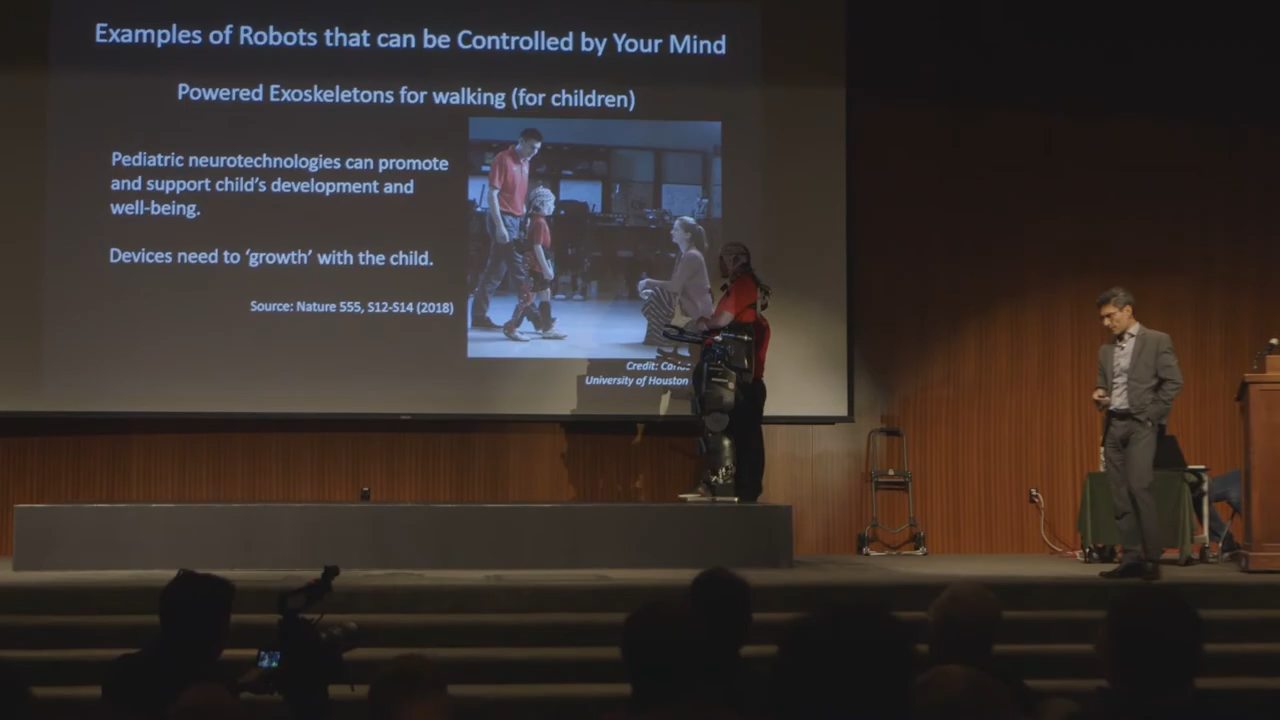 Examples of Robots that can be Controlled by Your Mind
Powered Exoskeletons for walking (for children)
Pediatric neurotechnologies can promote
and support child's development and
well-being.
Devices need to 'growth' with the child.
Source: Nature 555, S12-S14 (2018)
Credit:
University of Houston